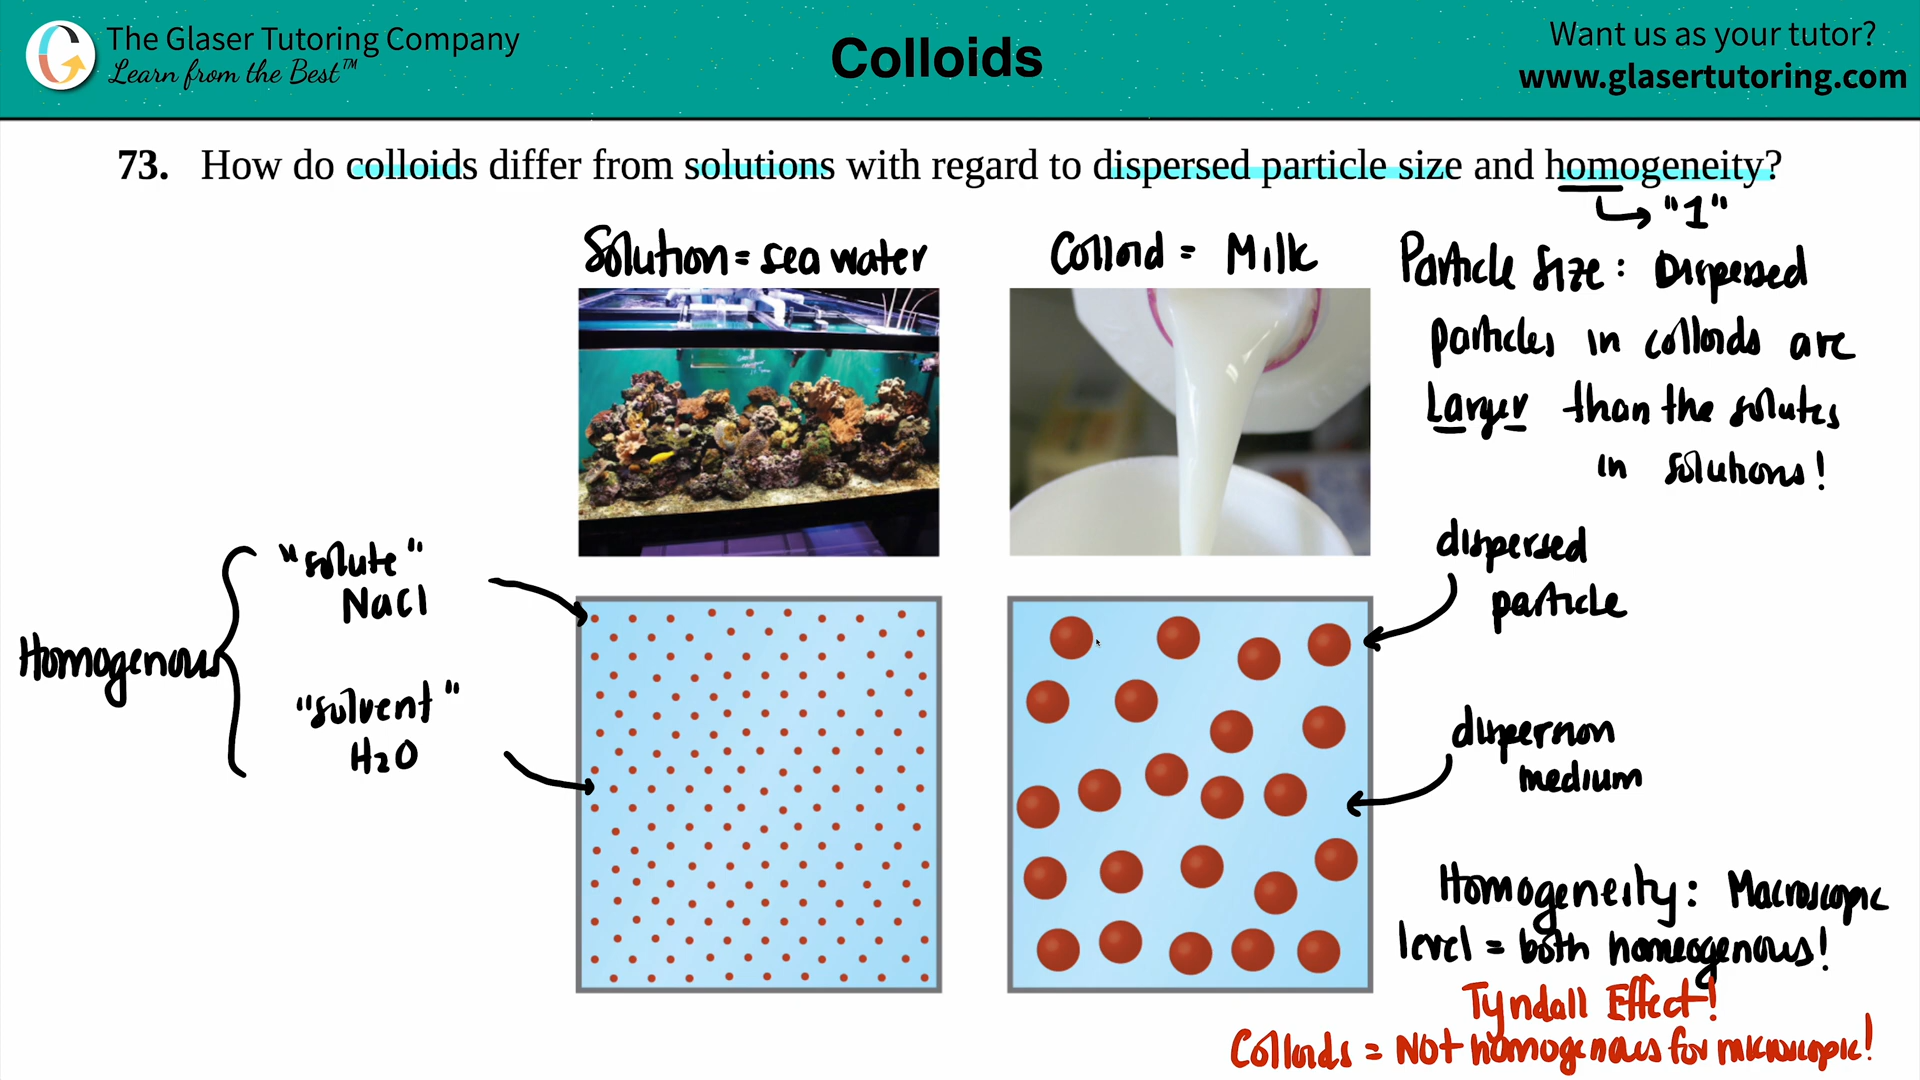 The Glaser Tutoring Company
Learn from the Best™
Colloids
Want us as your tutor?
www.glasertutoring.com
73. How do colloids differ from solutions with regard to dispersed particle size and homogeneity?
"1"
Solution = sea water
Colloid = Milk
Particle Size: Dispersed
particles in colloids are
Larger than the solutes
in solutions!
"solute"
NaCl
Homogenous
"solvent"
H2O
dispersed
particle
dispersion
medium
Homogeneity: Macroscopic
level = both homeogenous!
Tyndall Effect!
Colloids = NOT homogenous for microscopic!